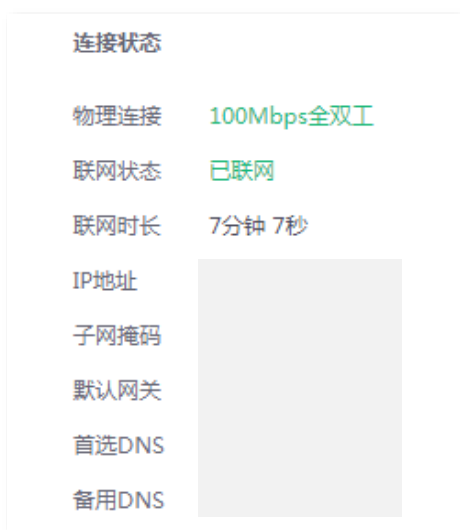 连接状态
物理连接 100Mbps全双工
联网状态 已联网
联网时长 7分钟 7秒
IP地址
子网掩码
默认网关
首选DNS
备用DNS